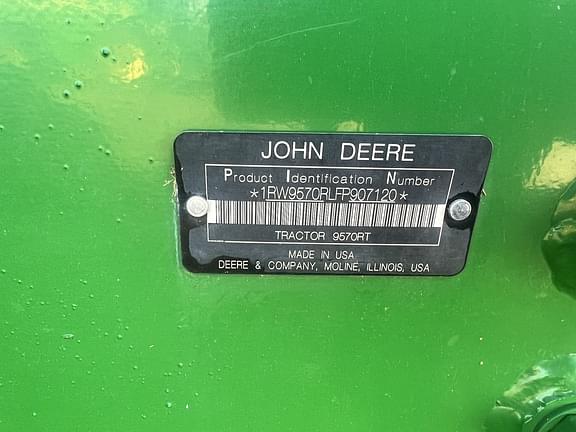 JOHN DEERE
Product Identification Number
*1RW9570RLFP907120*
TRACTOR 9570RT
MADE IN USA
DEERE & COMPANY, MOLINE, ILLINOIS, USA